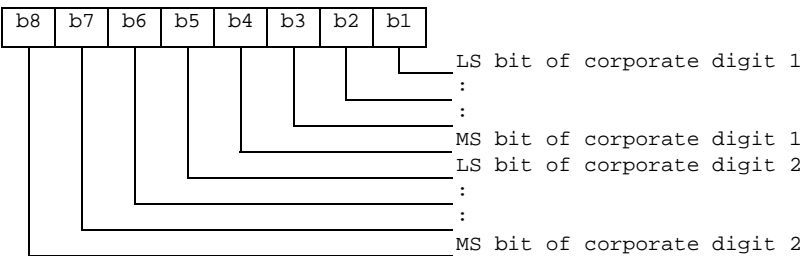 b8 b7 b6 b5 b4 b3 b2 b1
LS bit of corporate digit 1
:
:
MS bit of corporate digit 1
LS bit of corporate digit 2
:
:
MS bit of corporate digit 2